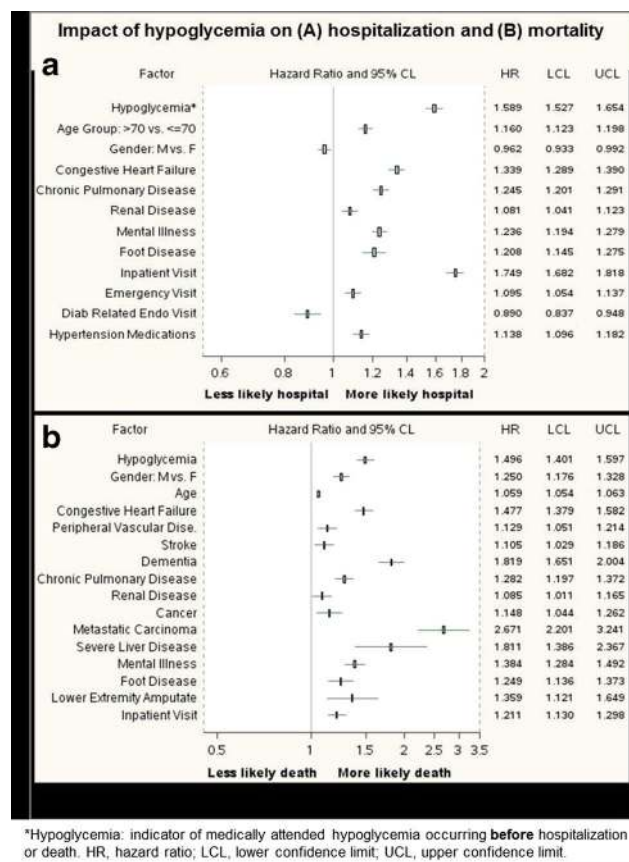 Impact of hypoglycemia on (A) hospitalization and (B) mortality
a
Factor Hazard Ratio and 95% CL HR LCL UCL
Hypoglycemia* 1.589 1.527 1.654
Age Group: >70 vs. <=70 1.160 1.123 1.198
Gender: M vs. F 0.962 0.933 0.992
Congestive Heart Failure 1.339 1.289 1.390
Chronic Pulmonary Disease 1.245 1.201 1.291
Renal Disease 1.081 1.041 1.123
Mental Illness 1.236 1.194 1.279
Foot Disease 1.208 1.145 1.275
Inpatient Visit 1.749 1.682 1.818
Emergency Visit 1.095 1.054 1.137
Diab Related Endo Visit 0.890 0.837 0.948
Hypertension Medications 1.138 1.096 1.182
0.6 0.8 1 1.2 1.4 1.6 1.8 2
Less likely hospital More likely hospital
b
Factor Hazard Ratio and 95% CL HR LCL UCL
Hypoglycemia 1.496 1.401 1.597
Gender: M vs. F 1.250 1.176 1.328
Age 1.059 1.054 1.063
Congestive Heart Failure 1.477 1.379 1.582
Peripheral Vascular Dise. 1.129 1.051 1.214
Stroke 1.105 1.029 1.186
Dementia 1.819 1.651 2.004
Chronic Pulmonary Disease 1.282 1.197 1.372
Renal Disease 1.085 1.011 1.165
Cancer 1.148 1.044 1.262
Metastatic Carcinoma 2.671 2.201 3.241
Severe Liver Disease 1.811 1.386 2.367
Mental Illness 1.384 1.284 1.492
Foot Disease 1.249 1.136 1.373
Lower Extremity Amputate 1.359 1.121 1.649
Inpatient Visit 1.211 1.130 1.298
0.5 1 1.5 2 2.5 3 3.5
Less likely death More likely death
*Hypoglycemia: indicator of medically attended hypoglycemia occurring before hospitalization
or death. HR, hazard ratio; LCL, lower confidence limit; UCL, upper confidence limit.